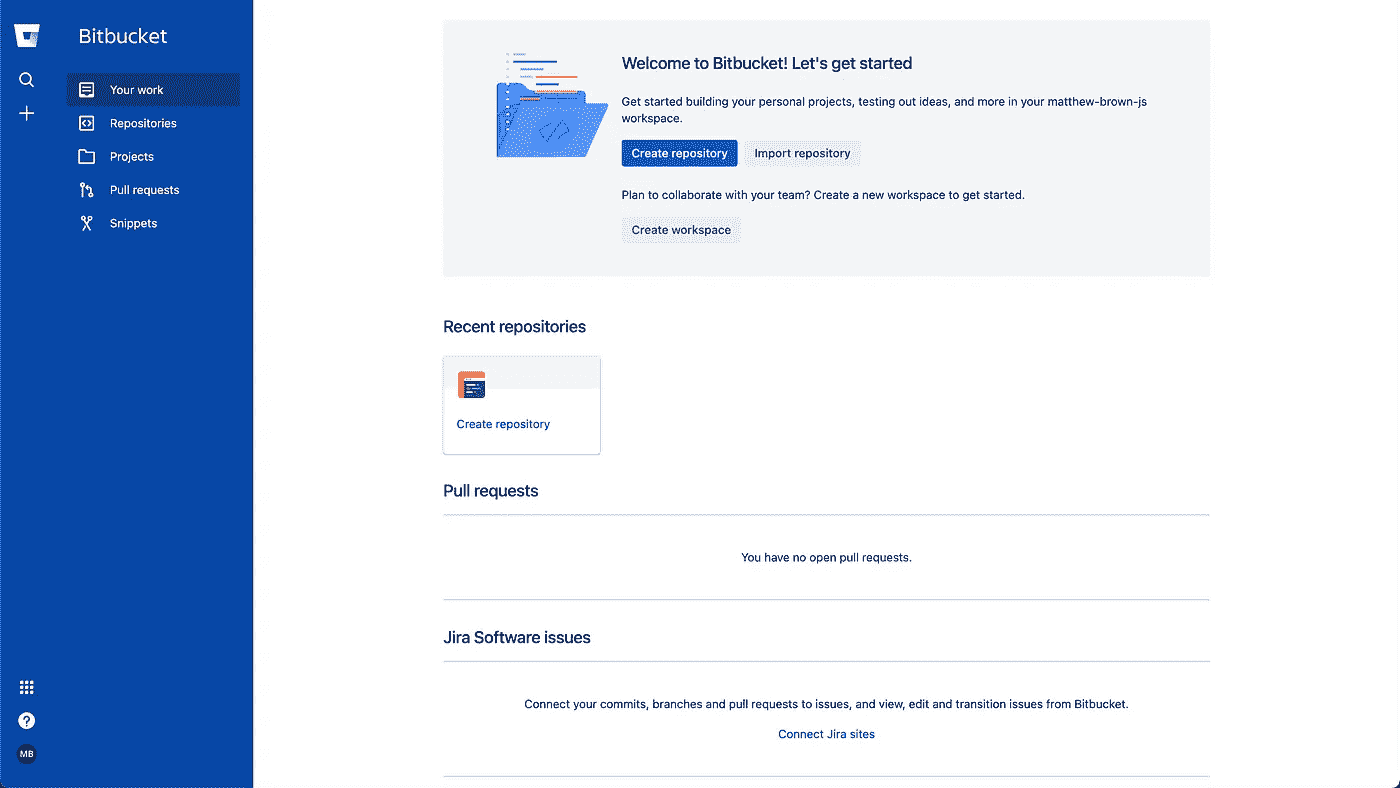 Bitbucket
Your work
Repositories
Projects
Pull requests
Snippets
?
MB
Welcome to Bitbucket! Let's get started
Get started building your personal projects, testing out ideas, and more in your matthew-brown-js
workspace.
Create repository
Import repository
Plan to collaborate with your team? Create a new workspace to get started.
Create workspace
Recent repositories
Create repository
Pull requests
You have no open pull requests.
Jira Software issues
Connect your commits, branches and pull requests to issues, and view, edit and transition issues from Bitbucket.
Connect Jira sites